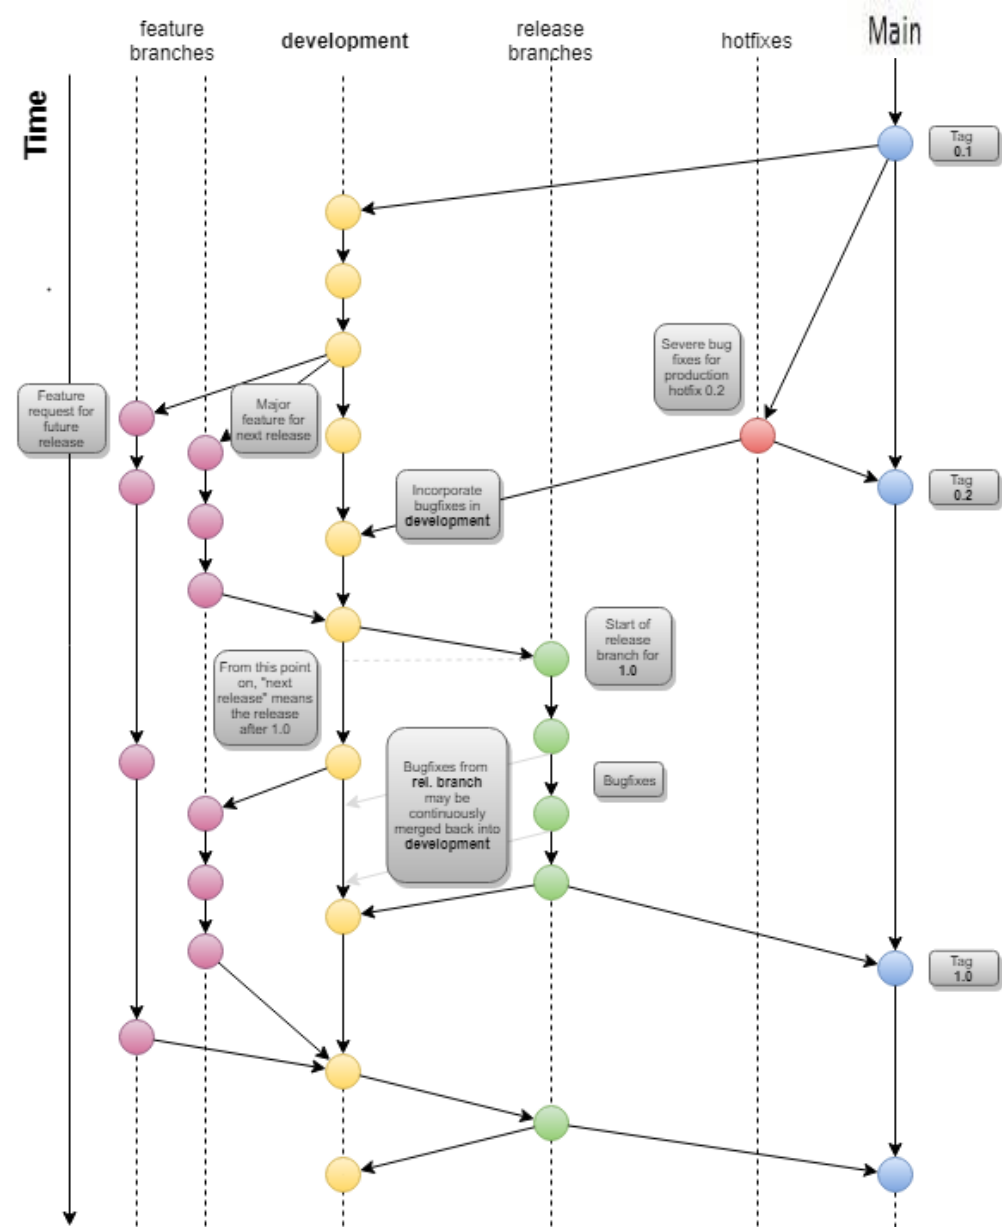 feature
branches
development
release
branches
hotfixes
Main
Time
Tag
0.1
Severe bug
fixes for
production
hotfix 0.2
Feature
request for
future
release
Major
feature for
next release
Incorporate
bugfixes in
development
Tag
0.2
Start of
release
branch for
1.0
From this point
on, "next
release" means
the release
after 1.0
Bugfixes from
rel. branch
may be
continuously
merged back into
development
Bugfixes
Tag
1.0